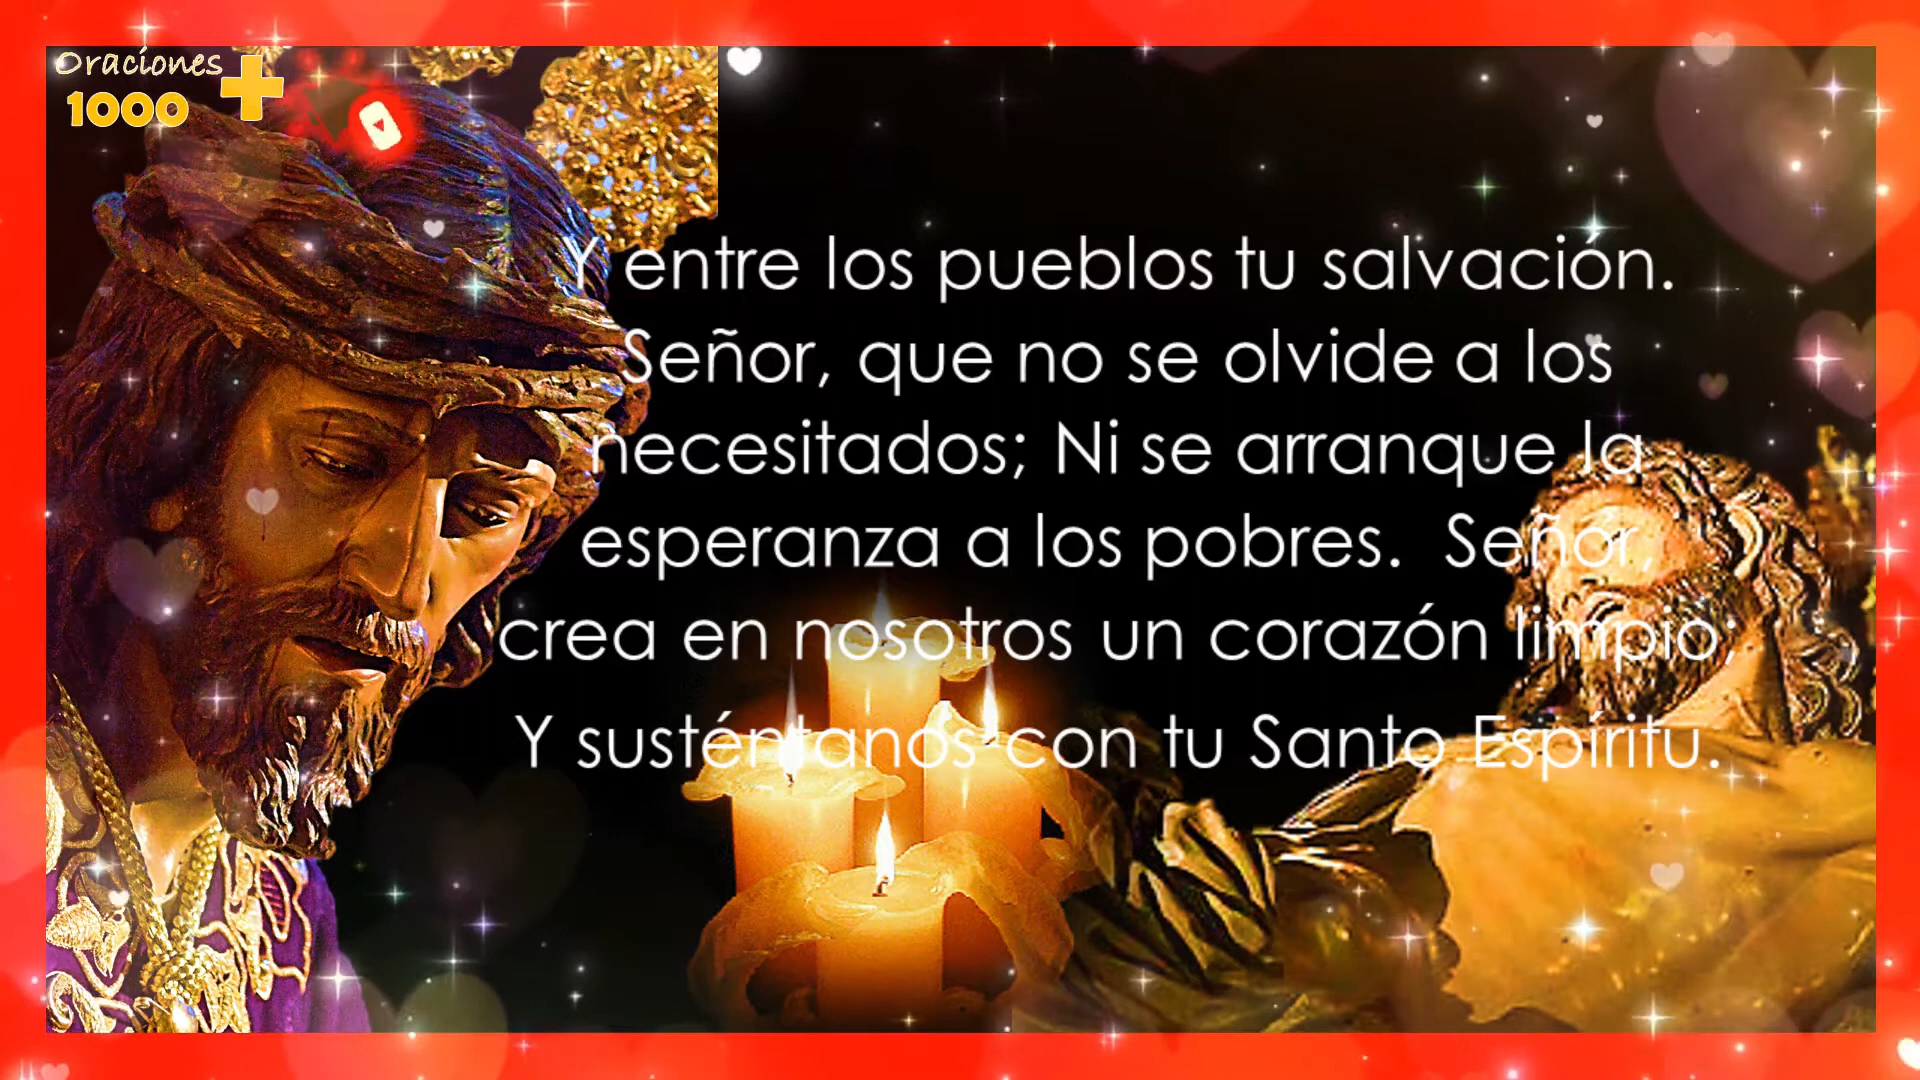 Oraciones
1000
Y entre los pueblos tu salvación.
Señor, que no se olvide a los
necesitados; Ni se arranque la
esperanza a los pobres. Señor,
crea en nosotros un corazón limpio;
Y susténtanos con tu Santo Espíritu.